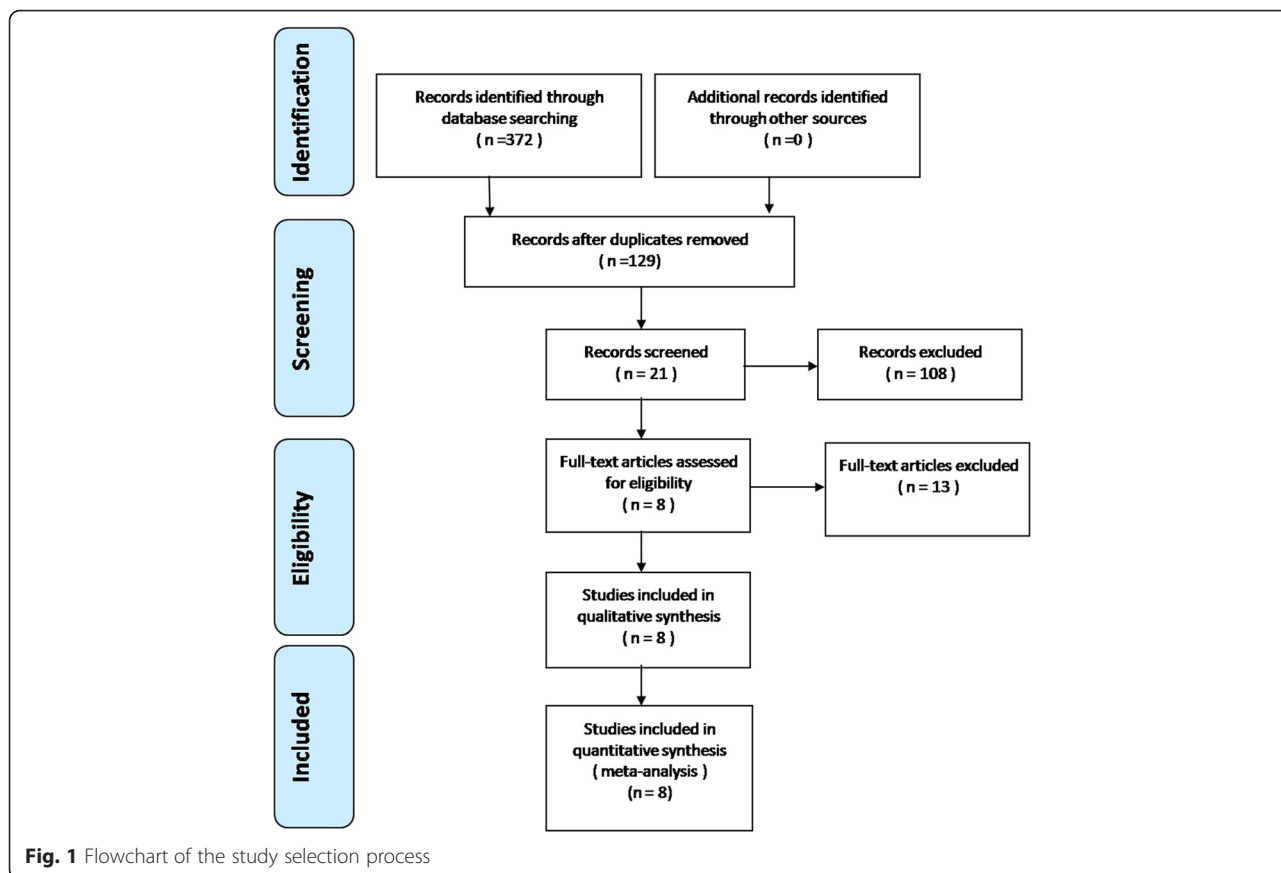 Identification
Records identified through
database searching
( n =372 )
Additional records identified
through other sources
( n =0 )
Screening
Records after duplicates removed
( n =129)
Records screened
( n = 21 )
Records excluded
( n = 108 )
Eligibility
Full-text articles assessed
for eligibility
( n = 8 )
Full-text articles excluded
( n = 13 )
Studies included in
qualitative synthesis
( n = 8 )
Included
Studies included in
quantitative synthesis
( meta-analysis )
(n = 8)
Fig. 1 Flowchart of the study selection process